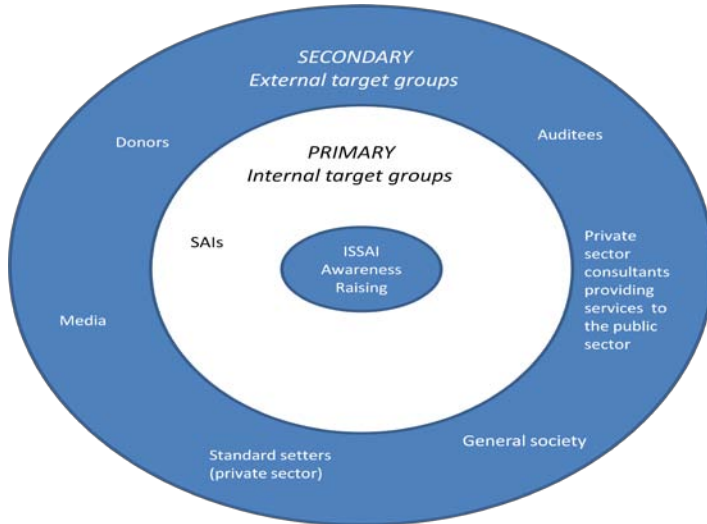 SECONDARY
External target groups
Donors
Auditees
PRIMARY
Internal target groups
SAIs
ISSAI
Awareness
Raising
Private
sector
consultants
providing
services to
the public
sector
Media
General society
Standard setters
(private sector)